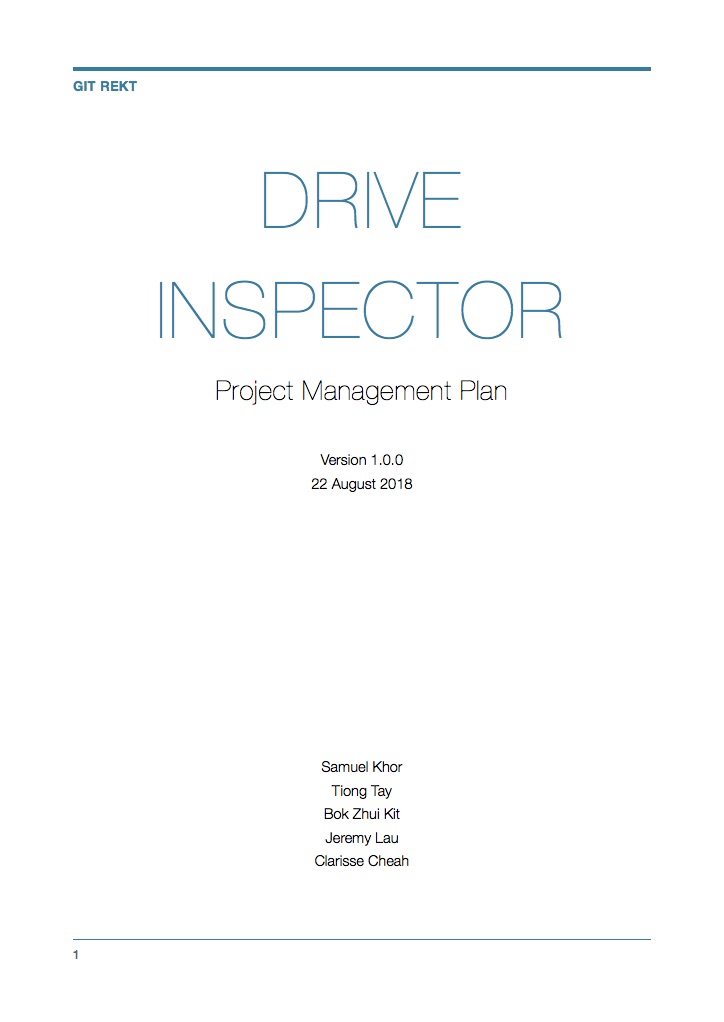 GIT REKT
DRIVE
INSPECTOR
Project Management Plan
Version 1.0.0
22 August 2018
Samuel Khor
Tiong Tay
Bok Zhui Kit
Jeremy Lau
Clarisse Cheah
1